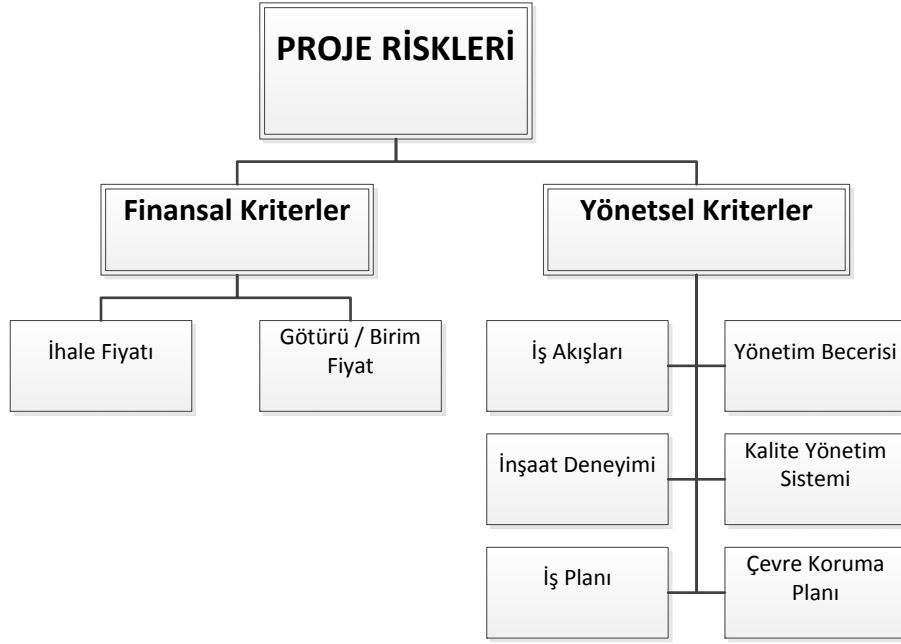 PROJE RİSKLERİ
Finansal Kriterler
Yönetsel Kriterler
İhale Fiyatı
Götürü / Birim
Fiyat
İş Akışları
Yönetim Becerisi
İnşaat Deneyimi
Kalite Yönetim
Sistemi
İş Planı
Çevre Koruma
Planı